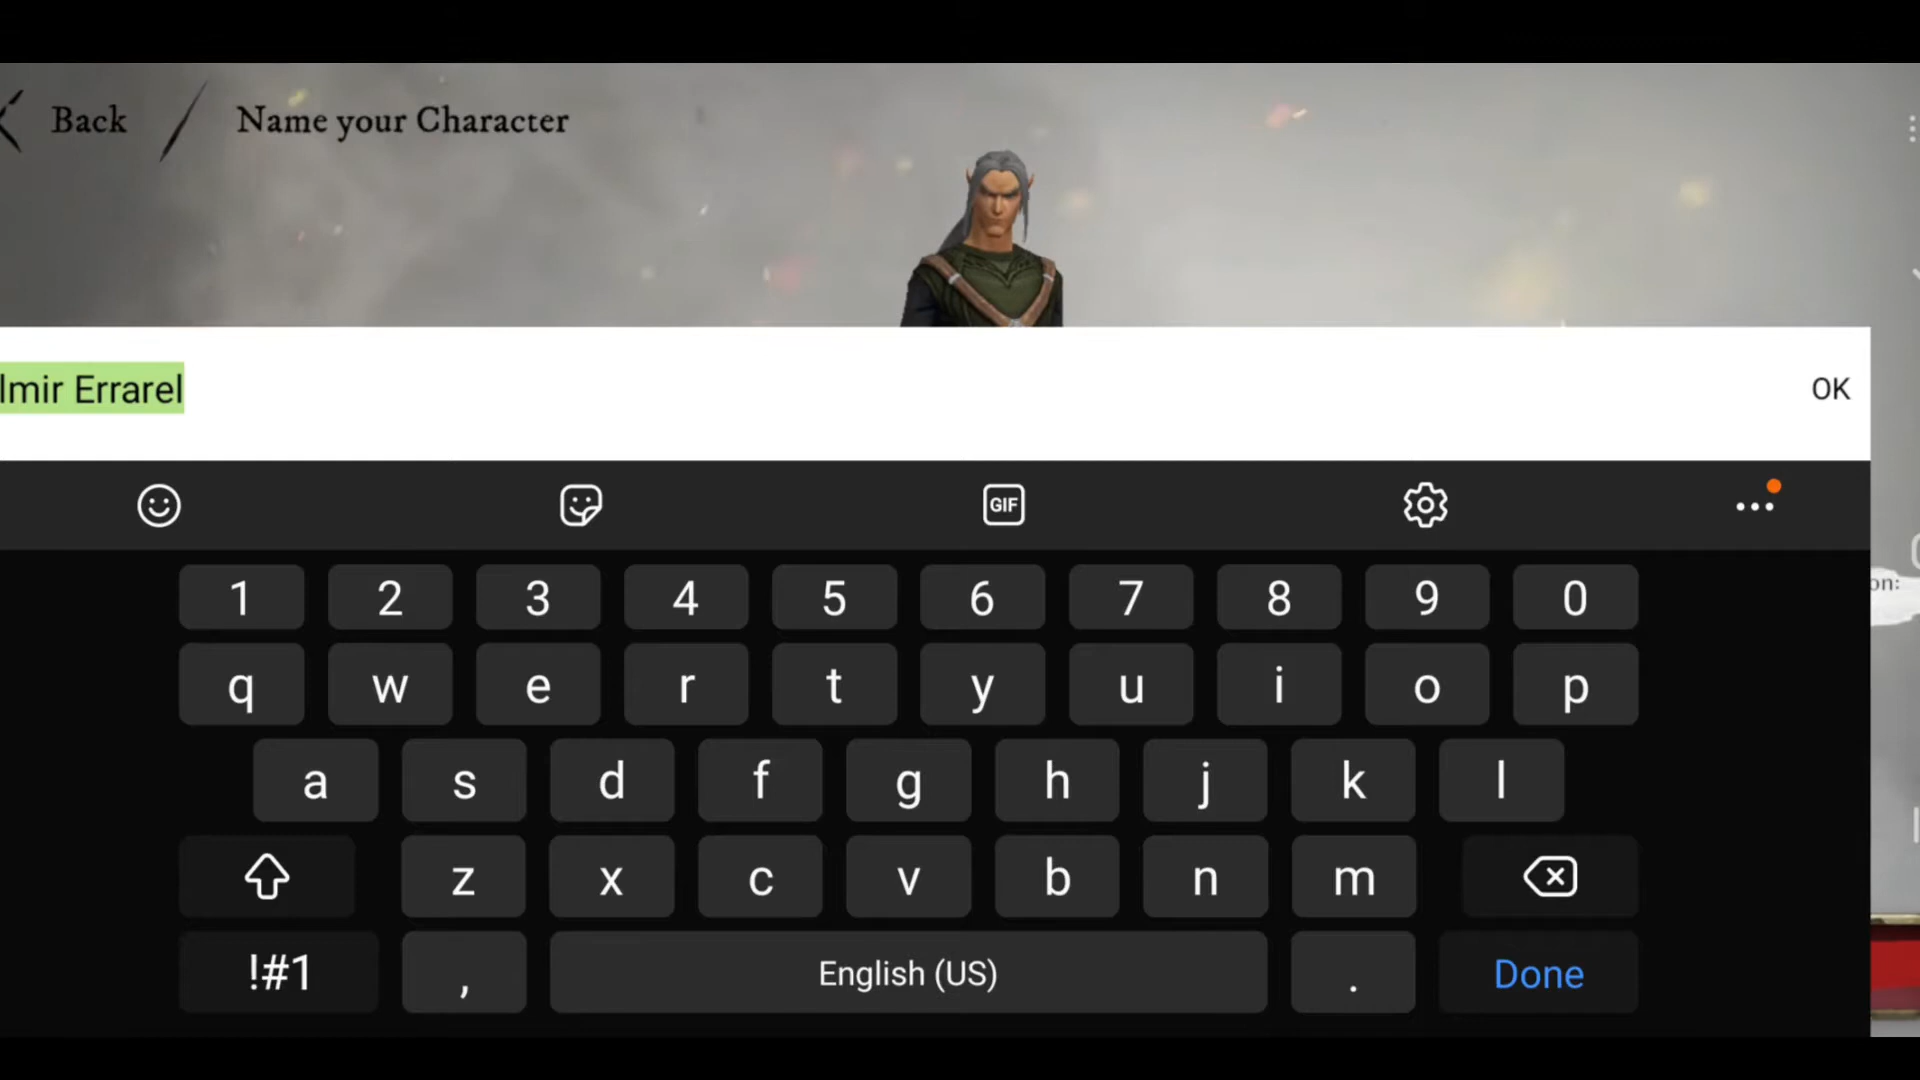 Back
Name your Character
lmir Errarel
OK
GIF
1 2 3 4 5 6 7 8 9 0
q w e r t y u i o p
a s d f g h j k l
z x c v b n m
!#1 , English (US) . Done
on: